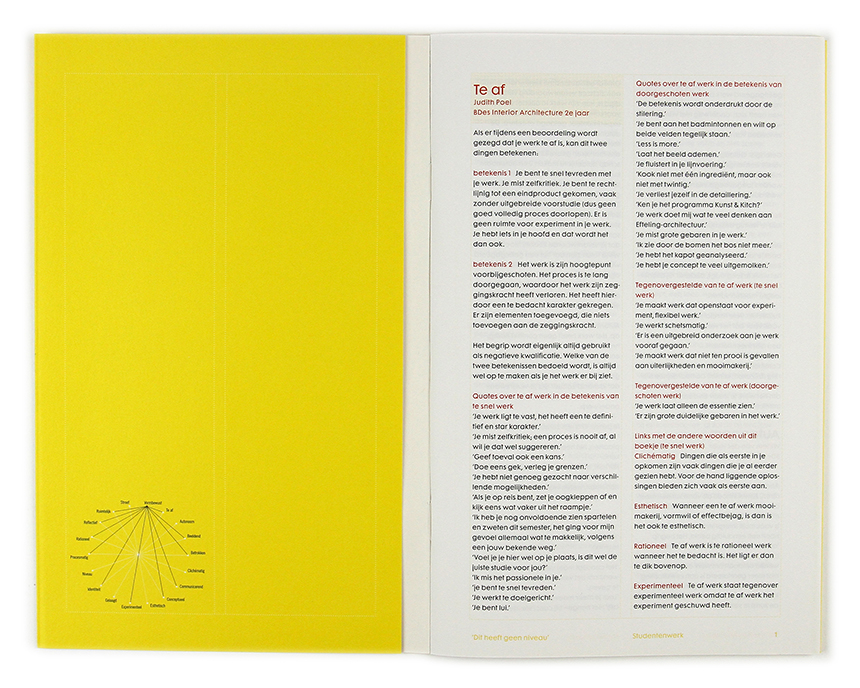 'Straal'
Wereldwoord
Ruimtelijk
Te af
Reflectief
Autonoom
Rationeel
Beeldend
Procesmatig
Betrokken
Niveau
Clichématig
Identiteit
Communicerend
Gelaagd
Conceptueel
Experimenteel
Esthetisch
Te af
Judith Poel
BDes Interior Architecture 2e jaar
Als er tijdens een beoordeling wordt
gezegd dat je werk te af is, kan dit twee
dingen betekenen:
betekenis 1 Je bent te snel tevreden met
je werk. Je mist zelfkritiek. Je bent te recht-
lijnig tot een eindproduct gekomen, vaak
zonder uitgebreide voorstudie (dus geen
goed volledig proces doorlopen). Er is
geen ruimte voor experiment in je werk.
Je hebt iets in je hoofd en dat wordt het
dan ook.
betekenis 2 Het werk is zijn hoogtepunt
voorbijgeschoten. Het proces is te lang
doorgegaan, waardoor het werk zijn zeg-
gingskracht heeft verloren. Het heeft hier-
door een te bedacht karakter gekregen.
Er zijn elementen toegevoegd, die niets
toevoegen aan de zeggingskracht.
Het begrip wordt eigenlijk altijd gebruikt
als negatieve kwalificatie. Welke van de
twee betekenissen bedoeld wordt, is altijd
wel op te maken als je het werk er bij ziet.
Quotes over te af werk in de betekenis van
te snel werk
'Je werk ligt te vast, het heeft een te defini-
tief en star karakter.'
'Je mist zelfkritiek; een proces is nooit af, al
wil je dat wel suggereren.'
'Geef toeval ook een kans.'
'Doe eens gek, verleg je grenzen.'
'Je hebt niet genoeg gezocht naar verschil-
lende mogelijkheden.'
'Als je op reis bent, zet je oogkleppen af en
kijk eens wat vaker uit het raampje.'
'Ik heb je nog onvoldoende zien spartelen
en zweten dit semester, het ging voor mijn
gevoel allemaal wat te makkelijk, volgens
een jouw bekende weg.'
'Voel je je hier wel op je plaats, is dit wel de
juiste studie voor jou?'
'Ik mis het passionele in je.'
'Je bent te snel tevreden.'
'Je werkt te doelgericht.'
'Je bent lui.'
Quotes over te af werk in de betekenis van
doorgeschoten werk
'De betekenis wordt onderdrukt door de
stilering.'
'Je bent aan het badmintonnen en wilt op
beide velden tegelijk staan.'
'Less is more.'
'Laat het beeld ademen.'
'Je fluistert in je lijnvoering.'
'Kook niet met één ingrediënt, maar ook
niet met twintig.'
'Je verliest jezelf in de detaillering.'
'Ken je het programma Kunst & Kitch?'
'Je werk doet mij wat te veel denken aan
Efteling-architectuur.'
'Je mist grote gebaren in je werk.'
'Ik zie door de bomen het bos niet meer.'
'Je hebt het kapot geanalyseerd.'
'Je hebt je concept te veel uitgemolken.'
Tegenovergestelde van te af werk (te snel
werk)
'Je maakt werk dat openstaat voor experi-
ment, flexibel werk.'
'Je werkt schetsmatig.'
'Er is een uitgebreid onderzoek aan je werk
vooraf gegaan.'
'Je maakt werk dat niet ten prooi is gevallen
aan uiterlijkheden en mooimakerij.'
Tegenovergestelde van te af werk (doorge-
schoten werk)
'Je werk laat alleen de essentie zien.'
'Er zijn grote duidelijke gebaren in het werk.'
Links met de andere woorden uit dit
boekje (te snel werk)
Clichématig Dingen die als eerste in je
opkomen zijn vaak dingen die je al eerder
gezien hebt. Voor de hand liggende oplos-
singen bieden zich vaak als eerste aan.
Esthetisch Wanneer een te af werk mooi-
makerij, vormwil of effectbejag, is dan is
het ook te esthetisch.
Rationeel Te af werk is te rationeel werk
wanneer het te bedacht is. Het ligt er dan
te dik bovenop.
Experimenteel Te af werk staat tegenover
experimenteel werk omdat te af werk het
experiment geschuwd heeft.
'Dit heeft geen niveau'
Studentenwerk
1